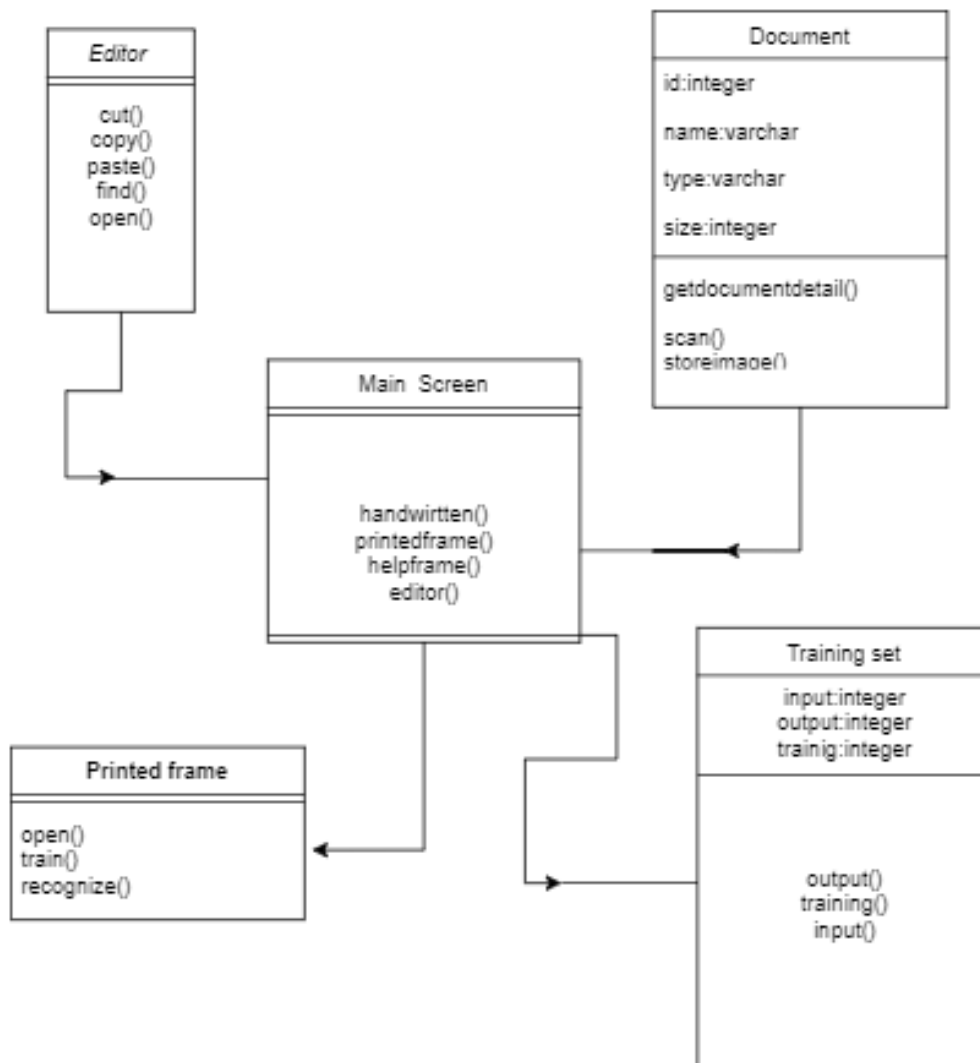 Editor
cut()
copy()
paste()
find()
open()
Document
id:integer
name:varchar
type:varchar
size:integer
getdocumentdetail()
scan()
storeimage()
Main Screen
handwirtten()
printedframe()
helpframe()
editor()
Training set
input:integer
output:integer
trainig:integer
output()
training()
input()
Printed frame
open()
train()
recognize()